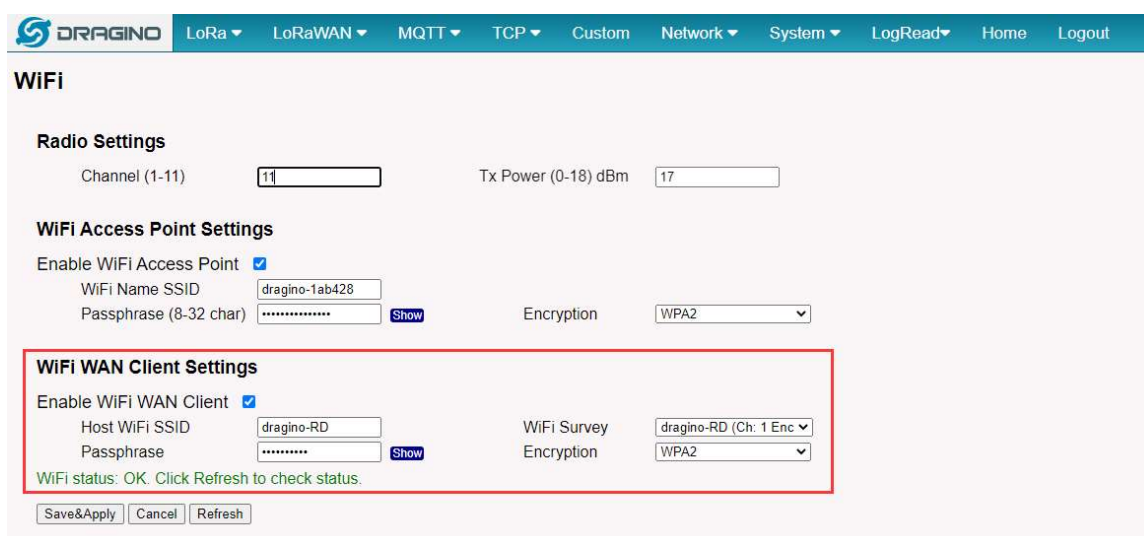 DRAGINO LoRa LoRaWAN MQTT TCP Custom Network System LogRead Home Logout
WiFi
Radio Settings
Channel (1-11) 11 Tx Power (0-18) dBm 17
WiFi Access Point Settings
Enable WiFi Access Point
WiFi Name SSID dragino-1ab428
Passphrase (8-32 char) ••••••••••••••• Show Encryption WPA2
WiFi WAN Client Settings
Enable WiFi WAN Client
Host WiFi SSID dragino-RD WiFi Survey dragino-RD (Ch: 1 Enc
Passphrase •••••••••• Show Encryption WPA2
WiFi status: OK. Click Refresh to check status.
Save&Apply Cancel Refresh